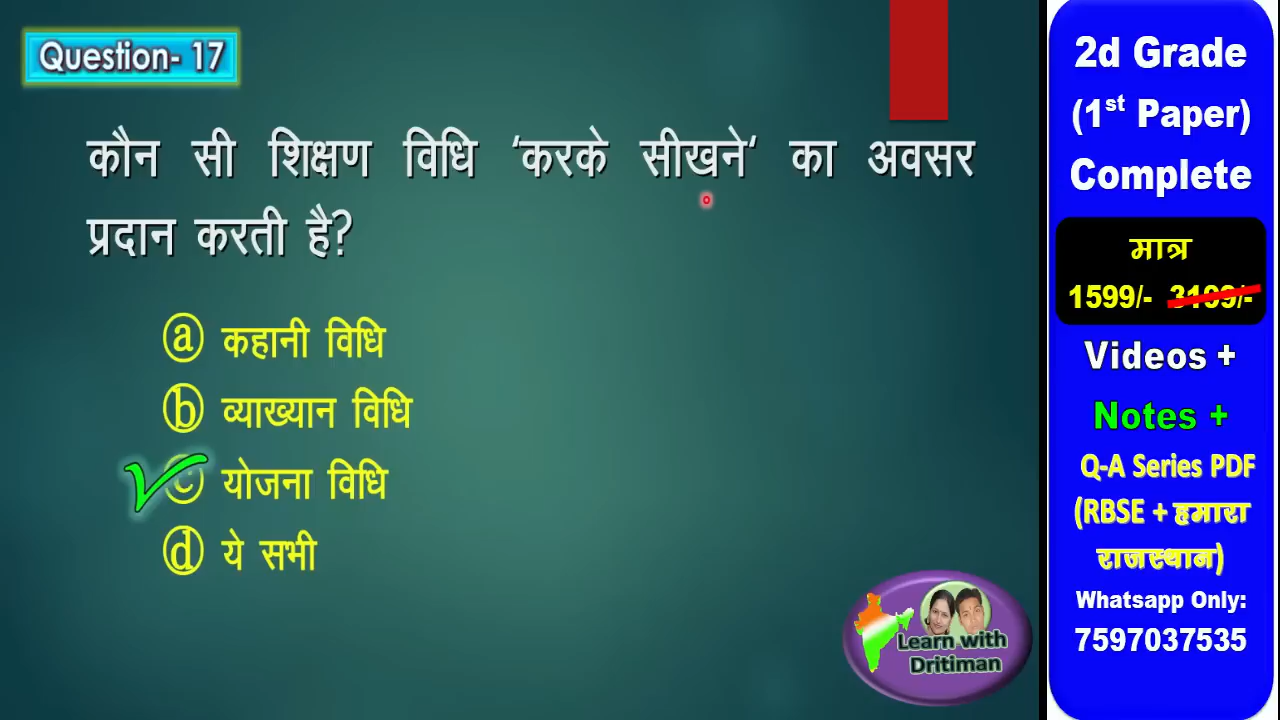 Question- 17
कौन सी शिक्षण विधि ‘करके सीखने‘ का अवसर
प्रदान करती है?
ⓐ कहानी विधि
ⓑ व्याख्यान विधि
ⓒ योजना विधि
ⓓ ये सभी
Learn with
Dritiman
2d Grade
(1st Paper)
Complete
मात्र
1599/- 3199/-
Videos +
Notes +
Q-A Series PDF
(RBSE + हमारा
राजस्थान)
Whatsapp Only:
7597037535